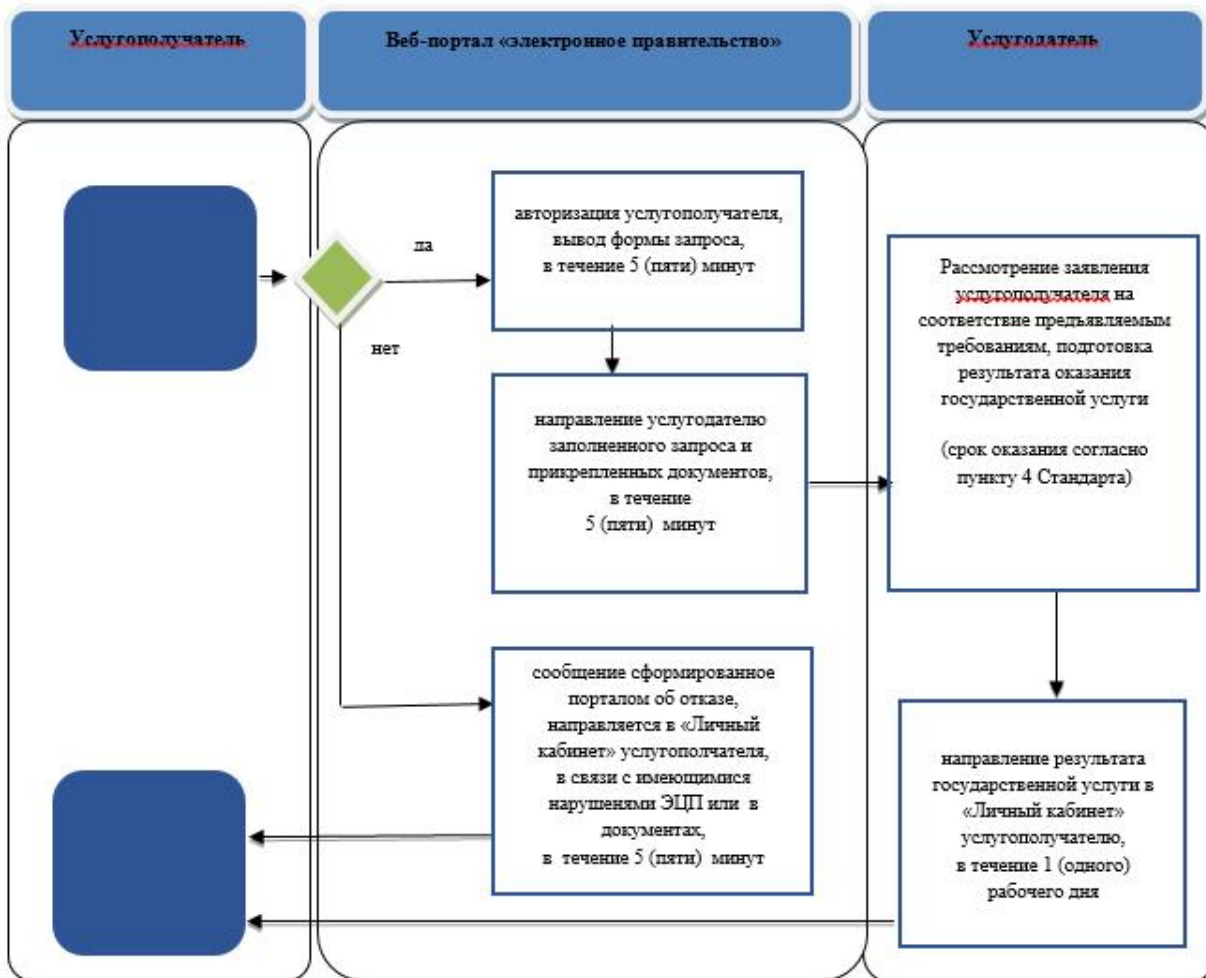 Услугополучатель
Веб-портал «электронное правительство»
Услугодатель
да
нет
авторизация услугополучателя,
вывод формы запроса,
в течение 5 (пяти) минут
направление услугодателю
заполненного запроса и
прикрепленных документов,
в течение
5 (пяти) минут
Рассмотрение заявления
услугополучателя на
соответствие предъявляемым
требованиям, подготовка
результата оказания
государственной услуги
(срок оказания согласно
пункту 4 Стандарта)
сообщение сформированное
порталом об отказе,
направляется в «Личный
кабинет» услугополчателя,
в связи с имеющимися
нарушенями ЭЦП или в
документах,
в течение 5 (пяти) минут
направление результата
государственной услуги в
«Личный кабинет»
услугополучателю,
в течение 1 (одного)
рабочего дня